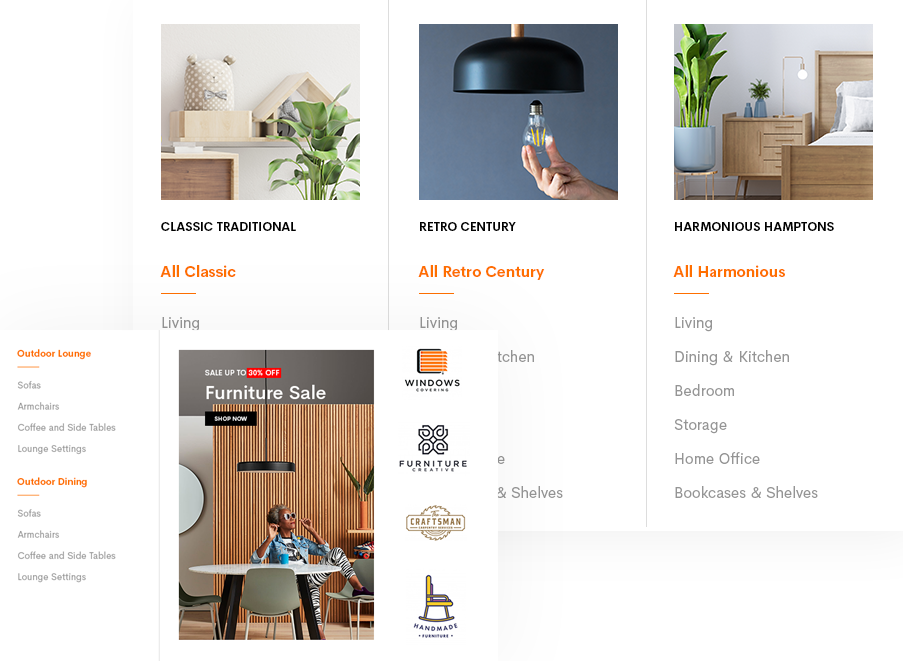 CLASSIC TRADITIONAL
All Classic
Living
RETRO CENTURY
All Retro Century
Living
tchen
e
& Shelves
HARMONIOUS HAMPTONS
All Harmonious
Living
Dining & Kitchen
Bedroom
Storage
Home Office
Bookcases & Shelves
Outdoor Lounge
Sofas
Armchairs
Coffee and Side Tables
Lounge Settings
Outdoor Dining
Sofas
Armchairs
Coffee and Side Tables
Lounge Settings
SALE UP TO 30% OFF
Furniture Sale
SHOP NOW
WINDOWS
COVERING
FURNITURE
CREATIVE
The
CRAFTSMAN
CARPENTRY SERVICES
HANDMADE
• FURNITURE •